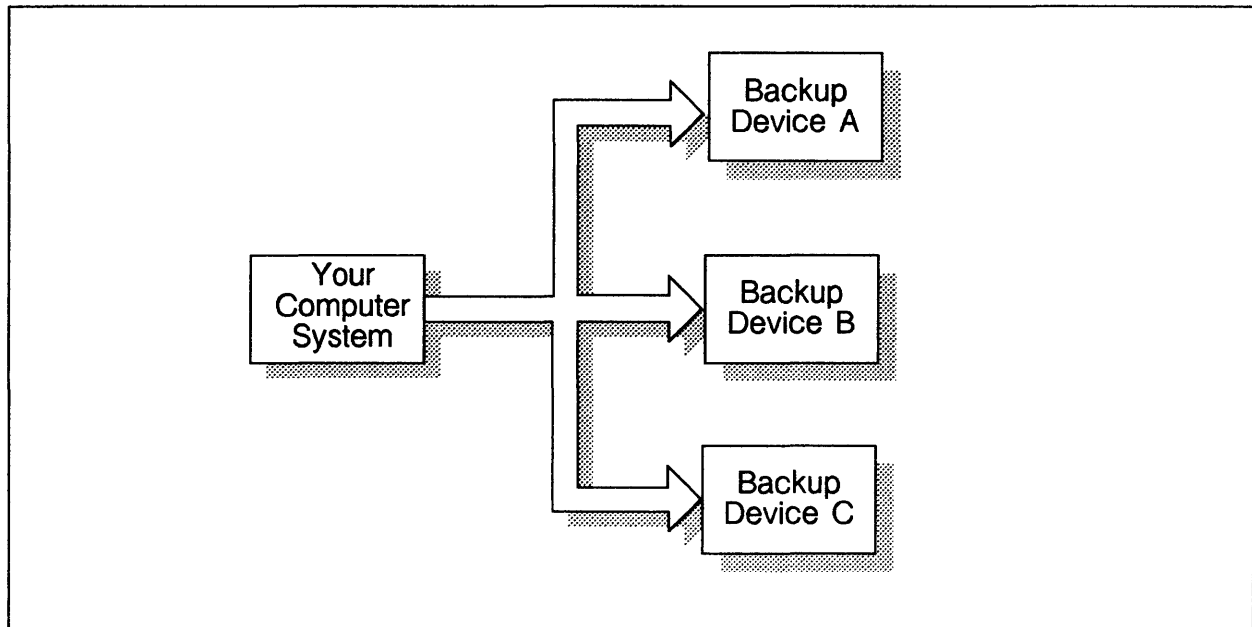 Backup
Device A
Your
Computer
System
Backup
Device B
Backup
Device C